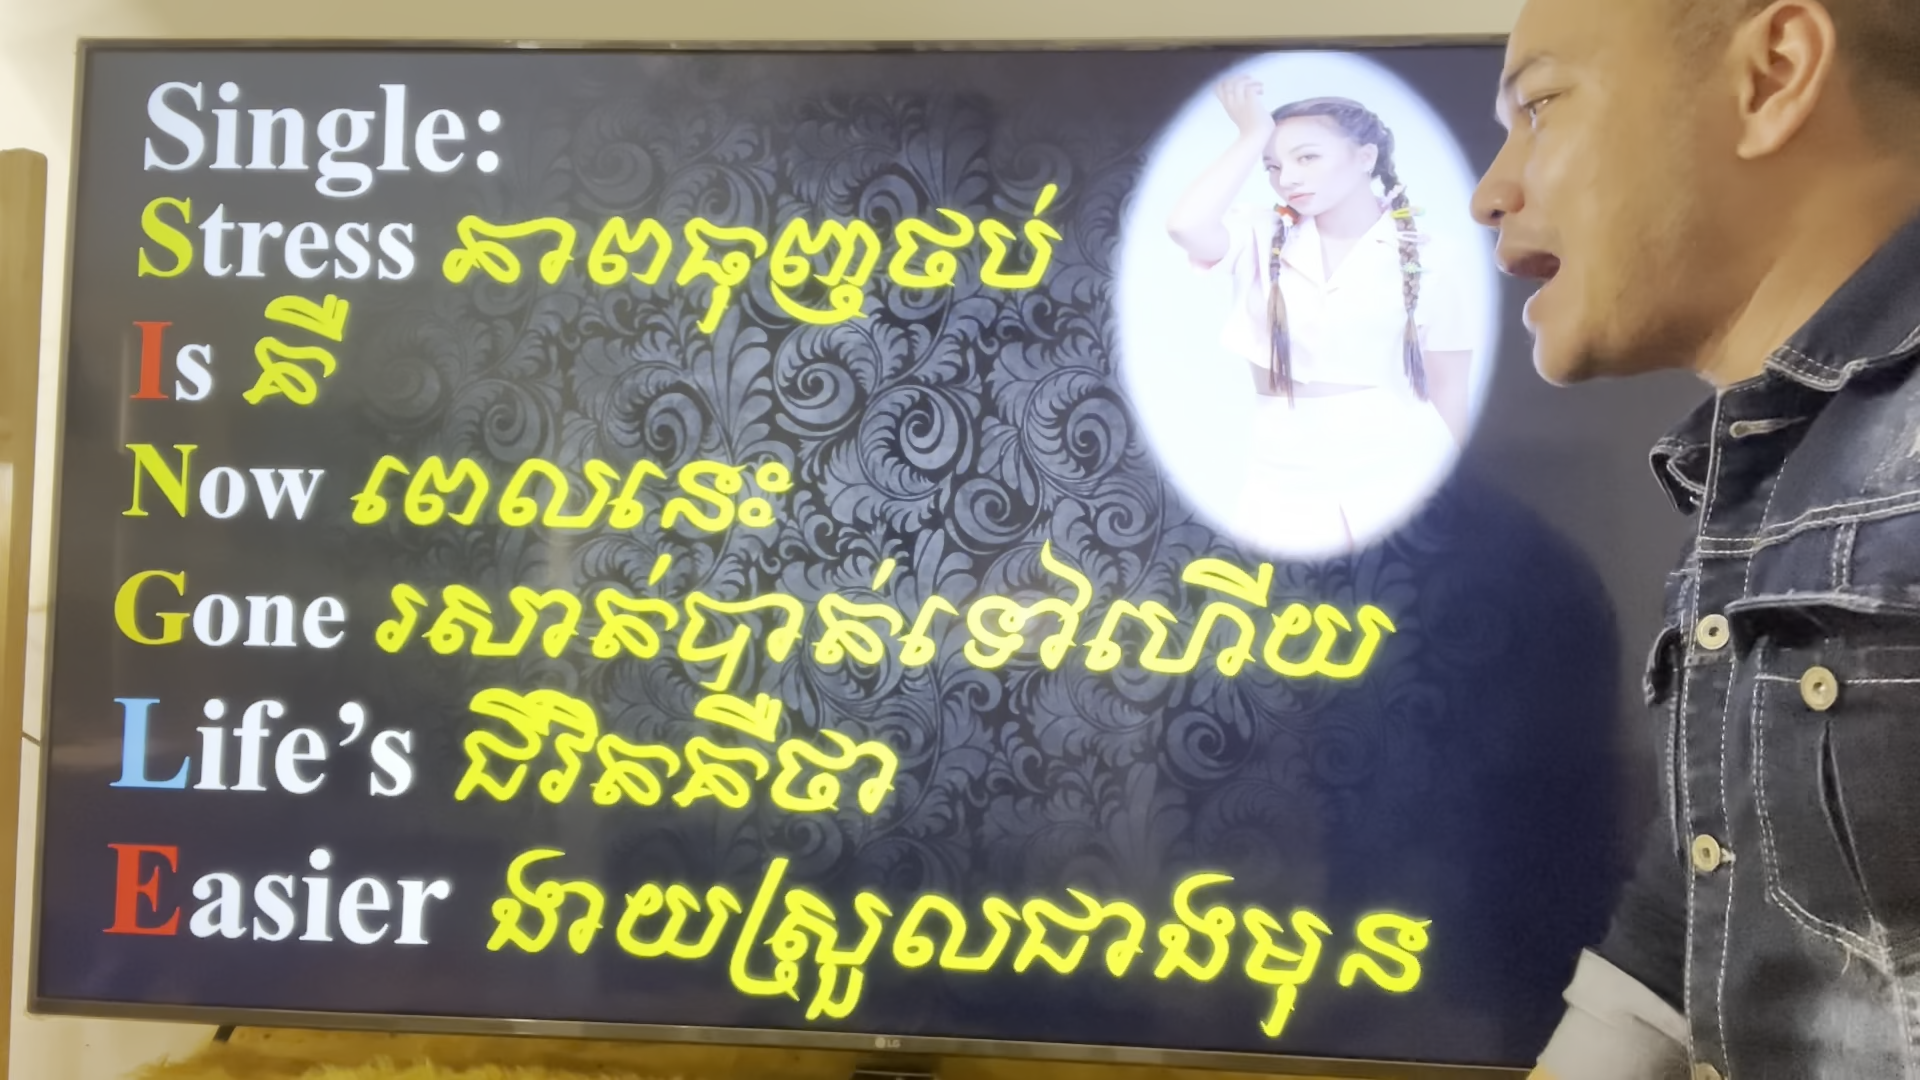 Single:
Stress ភាពធុញថប់
Is គឺ
Now ពេលនេះ
Gone រសាត់បាត់ទៅហើយ
Life’s ជីវិតគឺថា
Easier ងាយស្រួលជាងមុន
LG